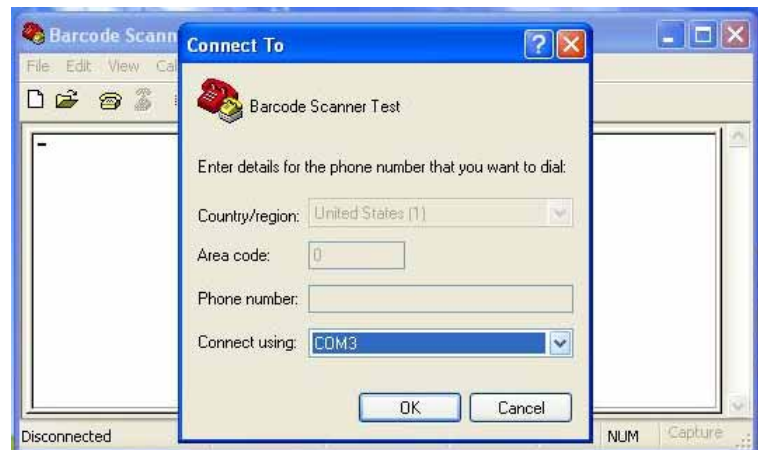 Barcode Scann
Connect To
File Edit View Cal
Barcode Scanner Test
Enter details for the phone number that you want to dial:
Country/region: United States (1)
Area code: 0
Phone number:
Connect using: COM3
OK Cancel
Disconnected NUM Capture